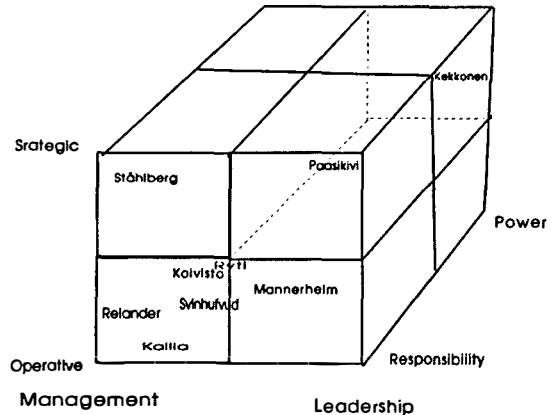 Kekkonen
Srategic
Paasikivi
Ståhlberg
Power
Ryti
Koivisto
Mannerheim
Svinhufvud
Relander
Kallio
Operative
Responsibility
Management
Leadership